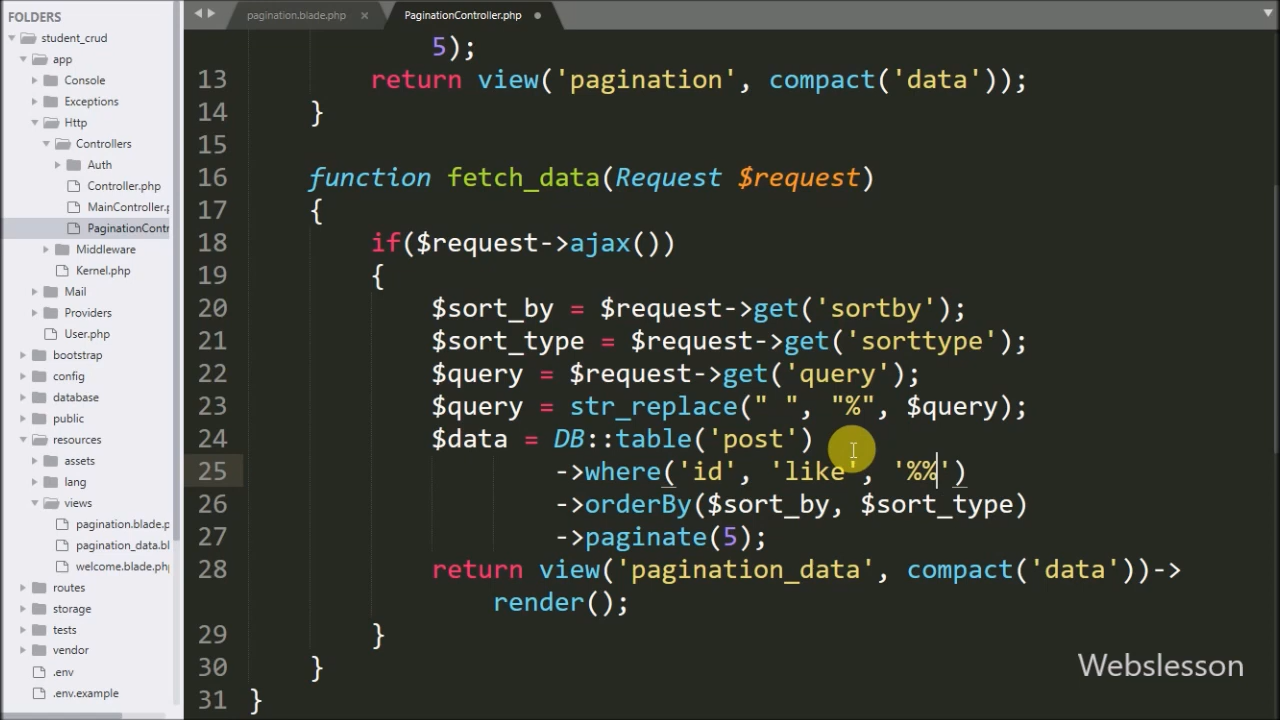 FOLDERS
student_crud
app
Console
Exceptions
Http
Controllers
Auth
Controller.php
MainController.p
PaginationContr
Middleware
Kernel.php
Mail
Providers
User.php
bootstrap
config
database
public
resources
assets
lang
views
pagination.blade.p
pagination_data.bl
welcome.blade.php
routes
storage
tests
vendor
.env
.env.example
pagination.blade.php
PaginationController.php
5);
13 return view('pagination', compact('data'));
14 }
15
16 function fetch_data(Request $request)
17 {
18 if($request->ajax())
19 {
20 $sort_by = $request->get('sortby');
21 $sort_type = $request->get('sorttype');
22 $query = $request->get('query');
23 $query = str_replace(" ", "%", $query);
24 $data = DB::table('post')
25 ->where('id', 'like', '%%')
26 ->orderBy($sort_by, $sort_type)
27 ->paginate(5);
28 return view('pagination_data', compact('data'))->
render();
29 }
30 }
31 }
Webslesson